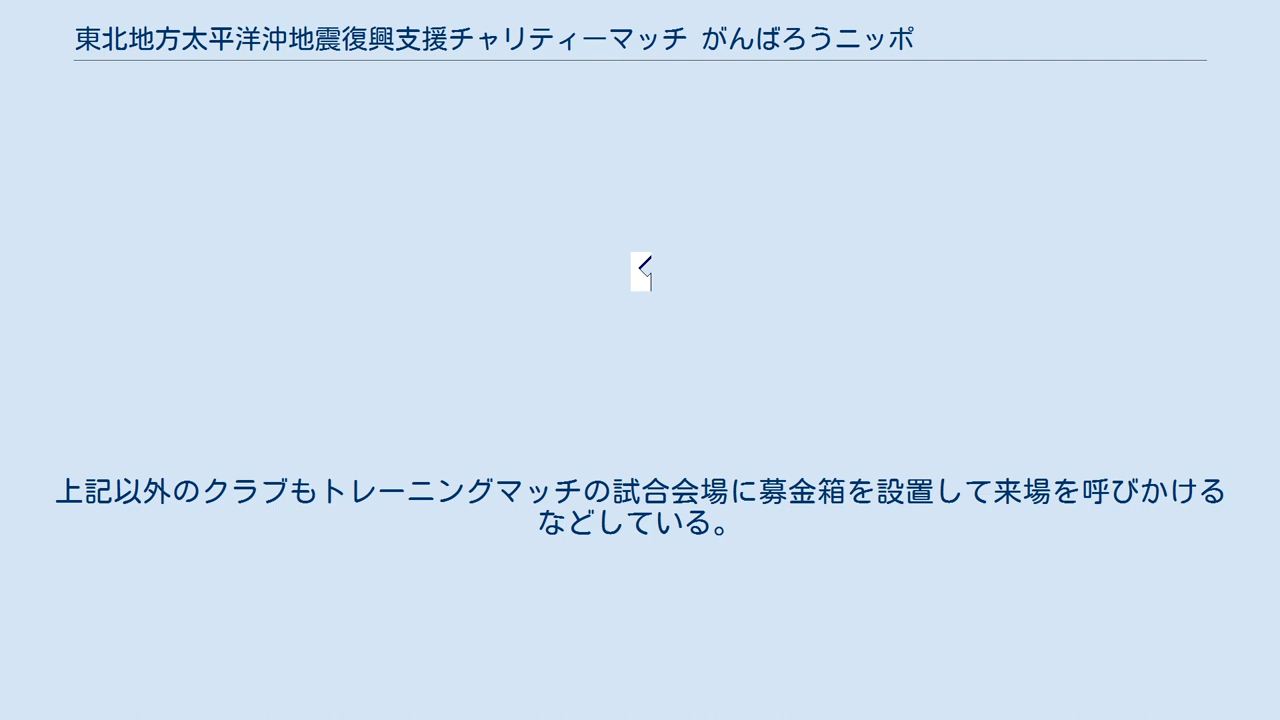 東北地方太平洋沖地震復興支援チャリティーマッチ がんばろうニッポ
上記以外のクラブもトレーニングマッチの試合会場に募金箱を設置して来場を呼びかける
などしている。